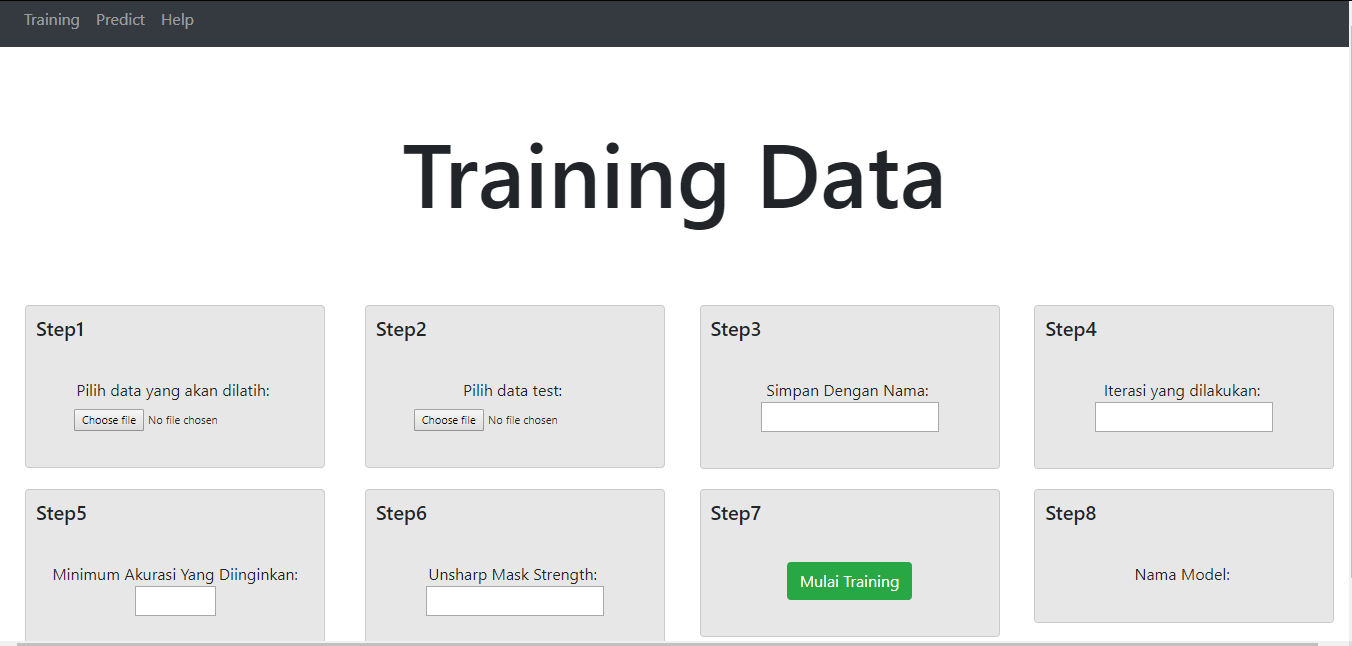 Training Predict Help
Training Data
Step1
Pilih data yang akan dilatih:
Choose file No file chosen
Step2
Pilih data test:
Choose file No file chosen
Step3
Simpan Dengan Nama:
Step4
Iterasi yang dilakukan:
Step5
Minimum Akurasi Yang Diinginkan:
Step6
Unsharp Mask Strength:
Step7
Mulai Training
Step8
Nama Model: